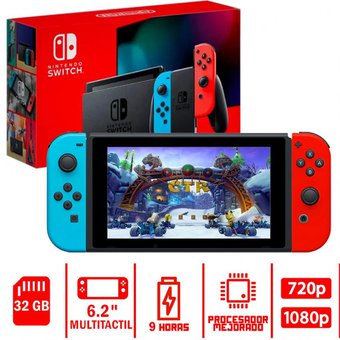 NINTENDO
SWITCH
CTR
32 GB
6.2"
MULTITACTIL
9 HORAS
PROCESADOR
MEJORADO
720p
1080p